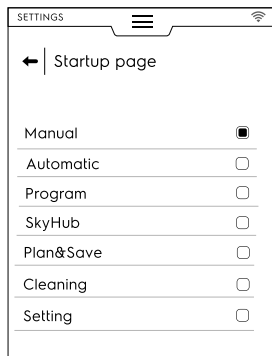 SETTINGS
Startup page
Manual
Automatic
Program
SkyHub
Plan&Save
Cleaning
Setting